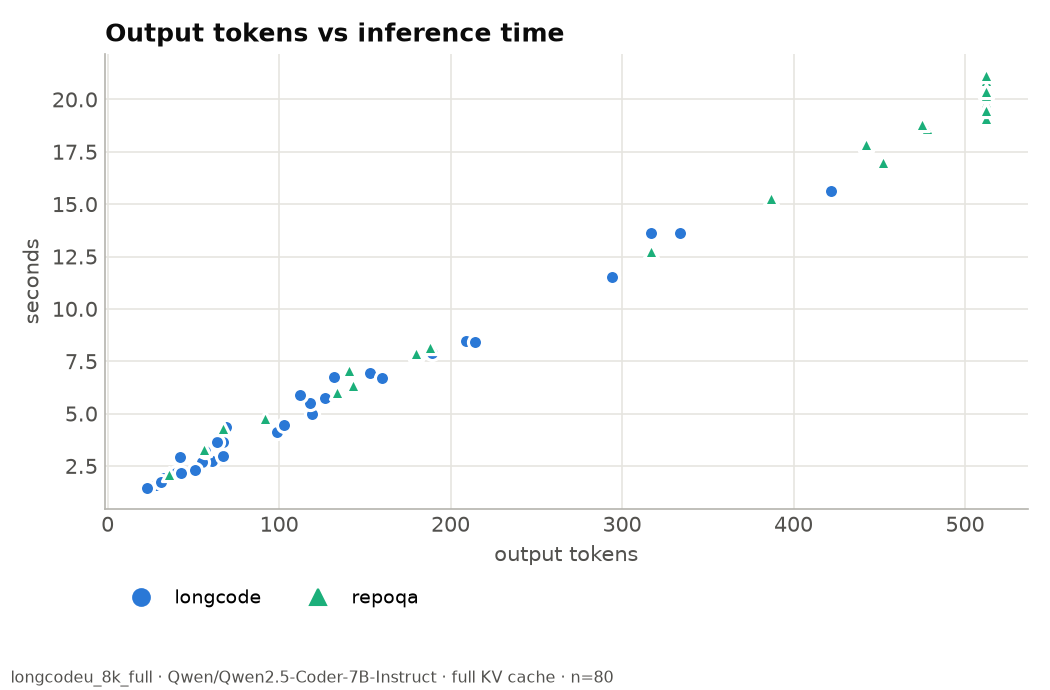 Output tokens vs inference time
20.0
17.5
15.0
12.5
10.0
7.5
5.0
2.5
seconds
0 100 200 300 400 500
output tokens
longcode repoqa
longcodeu_8k_full · Qwen/Qwen2.5-Coder-7B-Instruct · full KV cache · n=80